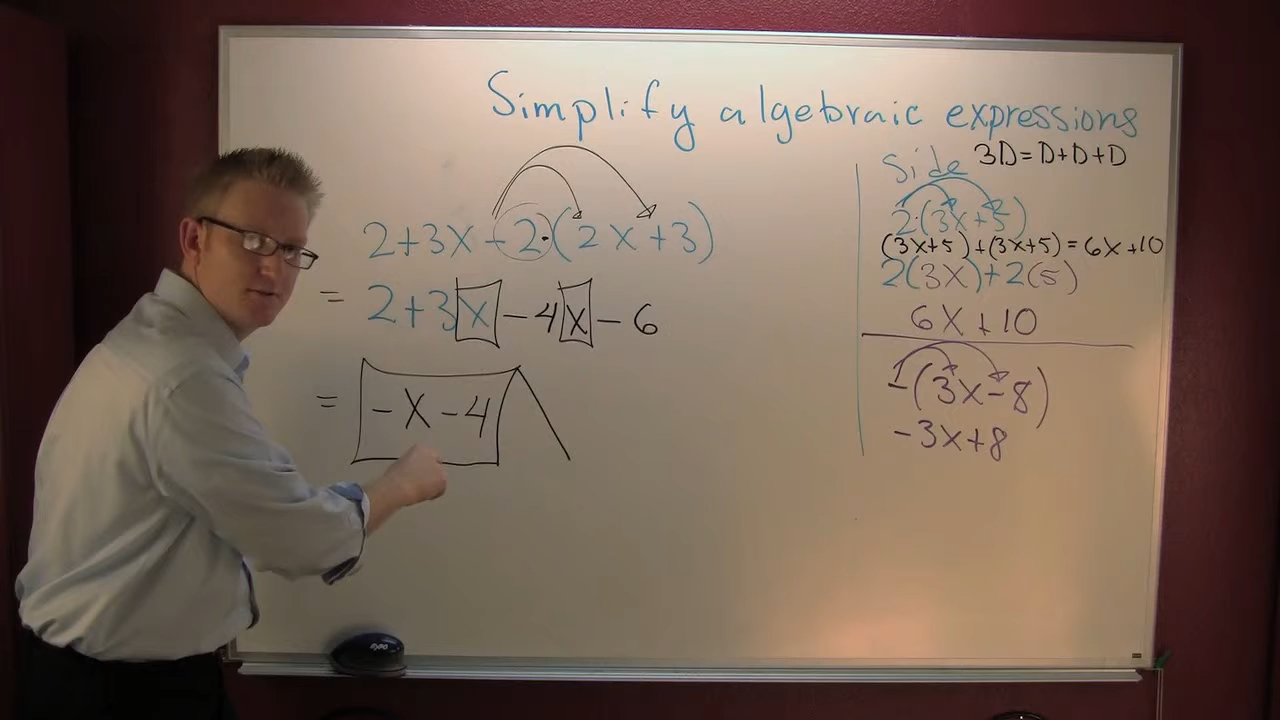 Simplify algebraic expressions
2+3x-2·(2x+3)
= 2+3x-4x-6
= -x-4
Side 3D=D+D+D
2(3x+5)
(3x+5)+(3x+5)=6x+10
2(3x)+2(5)
6x+10
-1(3x-8)
-3x+8
EXPO